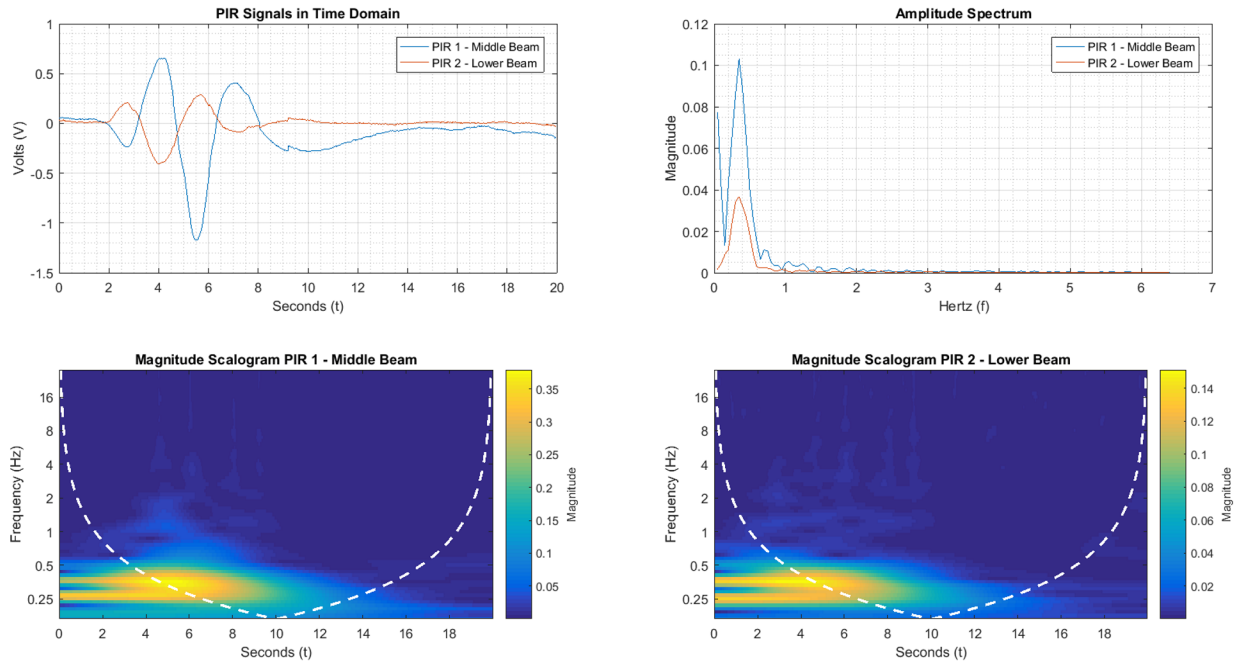 PIR Signals in Time Domain
1
0.5
0
-0.5
-1
-1.5
Volts (V)
PIR 1 - Middle Beam
PIR 2 - Lower Beam
0 2 4 6 8 10 12 14 16 18 20
Seconds (t)
Amplitude Spectrum
0.12
0.1
0.08
0.06
0.04
0.02
0
Magnitude
PIR 1 - Middle Beam
PIR 2 - Lower Beam
0 1 2 3 4 5 6 7
Hertz (f)
Magnitude Scalogram PIR 1 - Middle Beam
16
8
4
2
1
0.5
0.25
Frequency (Hz)
0 2 4 6 8 10 12 14 16 18
Seconds (t)
0.35
0.3
0.25
0.2
0.15
0.1
0.05
Magnitude
Magnitude Scalogram PIR 2 - Lower Beam
16
8
4
2
1
0.5
0.25
Frequency (Hz)
0 2 4 6 8 10 12 14 16 18
Seconds (t)
0.14
0.12
0.1
0.08
0.06
0.04
0.02
Magnitude